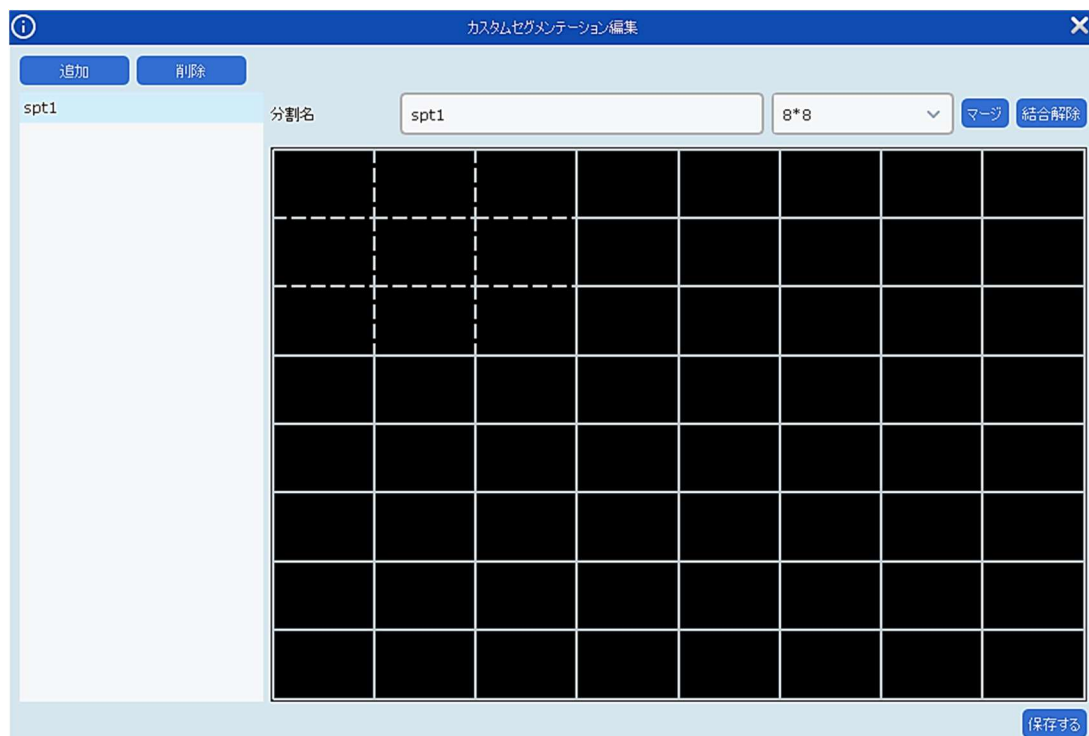 カスタムセグメンテーション編集
追加 削除
spt1
分割名 spt1 8*8 マージ 結合解除
保存する